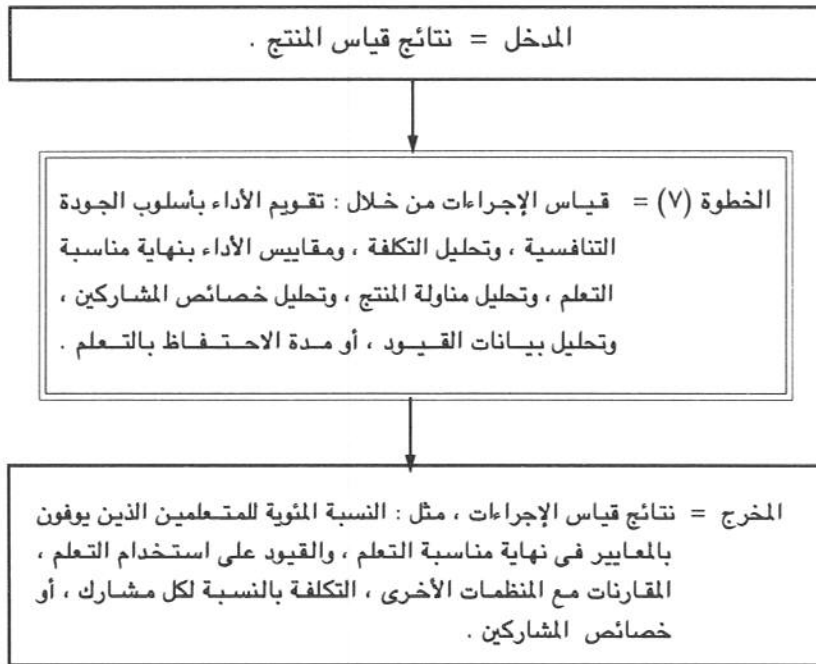 المدخل = نتائج قياس المنتج .
الخطوة (٧) = قياس الإجراءات من خلال : تقويم الأداء بأسلوب الجودة
التنافسية ، وتحليل التكلفة ، ومقاييس الأداء بنهاية مناسبة
التعلم ، وتحليل مناولة المنتج ، وتحليل خصائص المشاركين ،
وتحليل بيانات القيود ، أو مدة الاحتفاظ بالتعلم .
المخرج = نتائج قياس الإجراءات ، مثل : النسبة المئوية للمتعلمين الذين يوفون
بالمعايير فى نهاية مناسبة التعلم ، والقيود على استخدام التعلم ،
المقارنات مع المنظمات الأخرى ، التكلفة بالنسبة لكل مشارك ، أو
خصائص المشاركين .